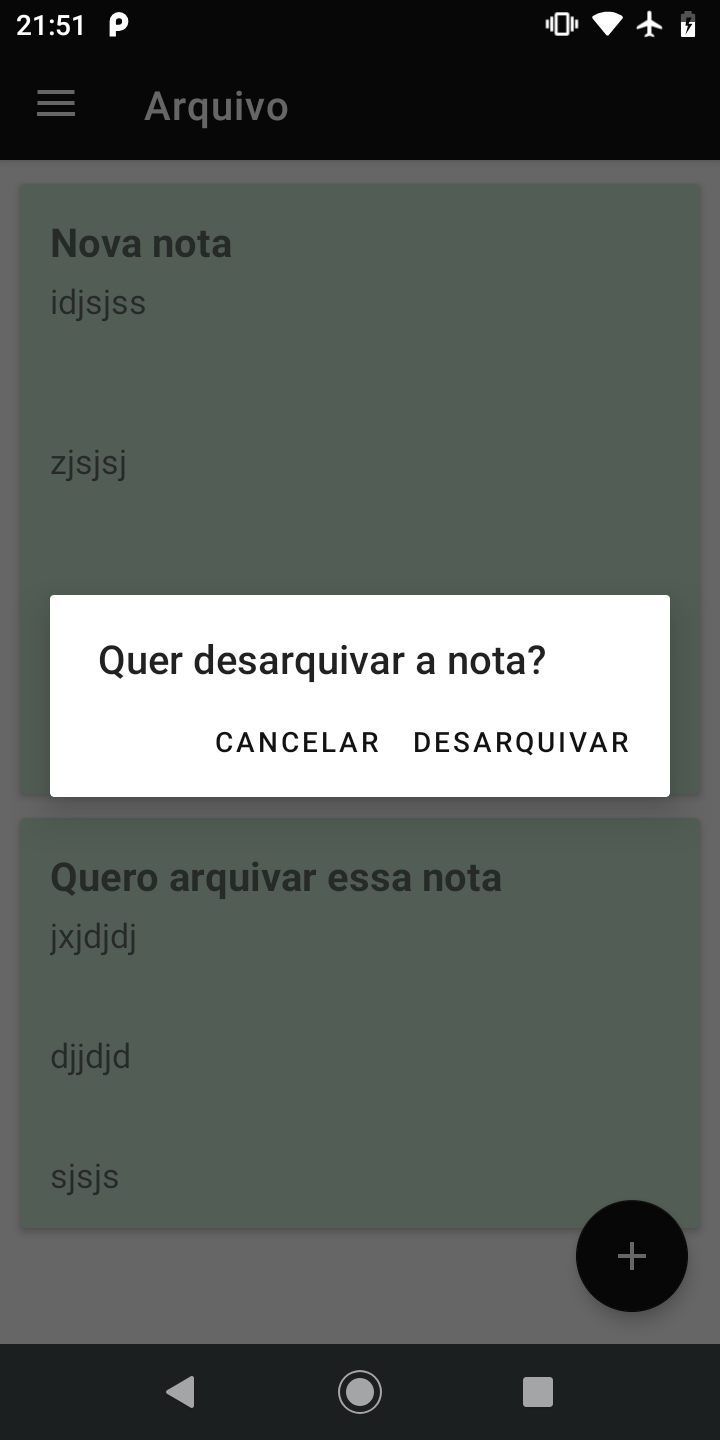 21:51
Arquivo
Nova nota
idjsjss
zjsjsj
Quer desarquivar a nota?
CANCELAR DESARQUIVAR
Quero arquivar essa nota
jxjdjdj
djjdjd
sjsjs